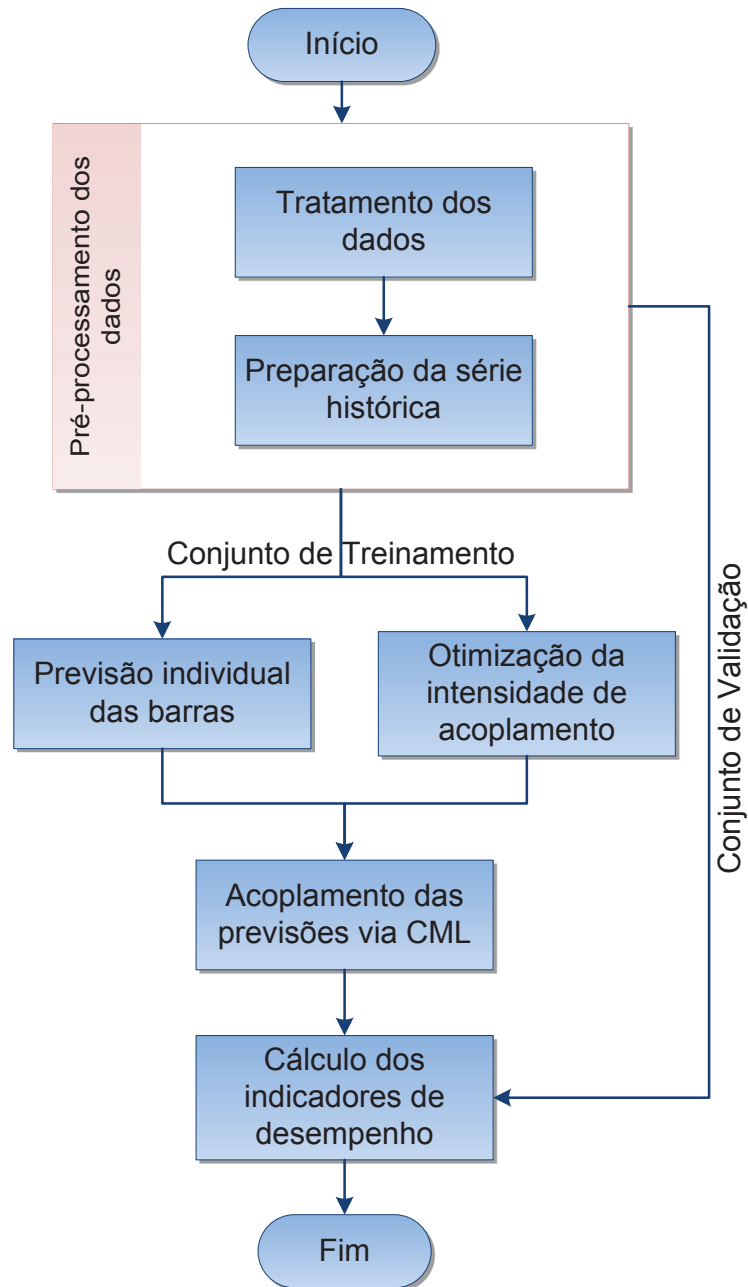 Início
Pré-processamento dos
dados
Tratamento dos
dados
Preparação da série
histórica
Conjunto de Treinamento
Previsão individual
das barras
Otimização da
intensidade de
acoplamento
Conjunto de Validação
Acoplamento das
previsões via CML
Cálculo dos
indicadores de
desempenho
Fim